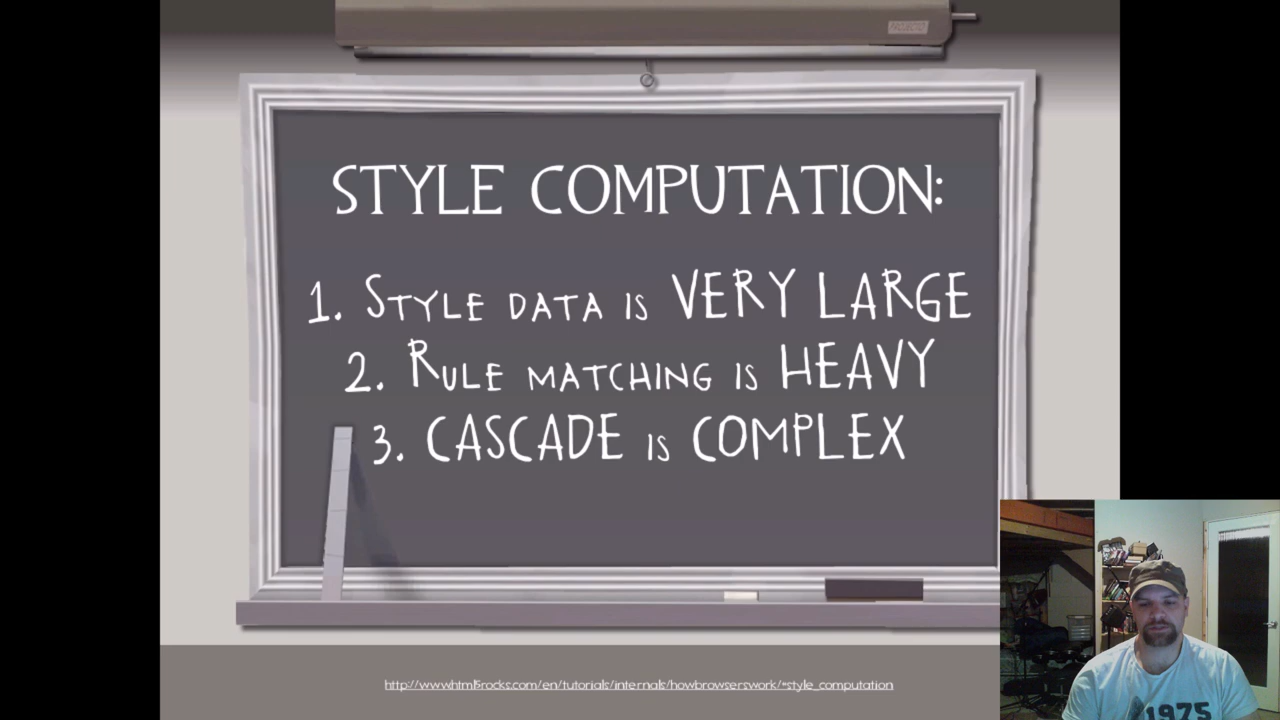 STYLE COMPUTATION:
1. STYLE DATA IS VERY LARGE
2. RULE MATCHING IS HEAVY
3. CASCADE IS COMPLEX
http://www.html5rocks.com/en/tutorials/internals/howbrowserswork/#style_computation
1975